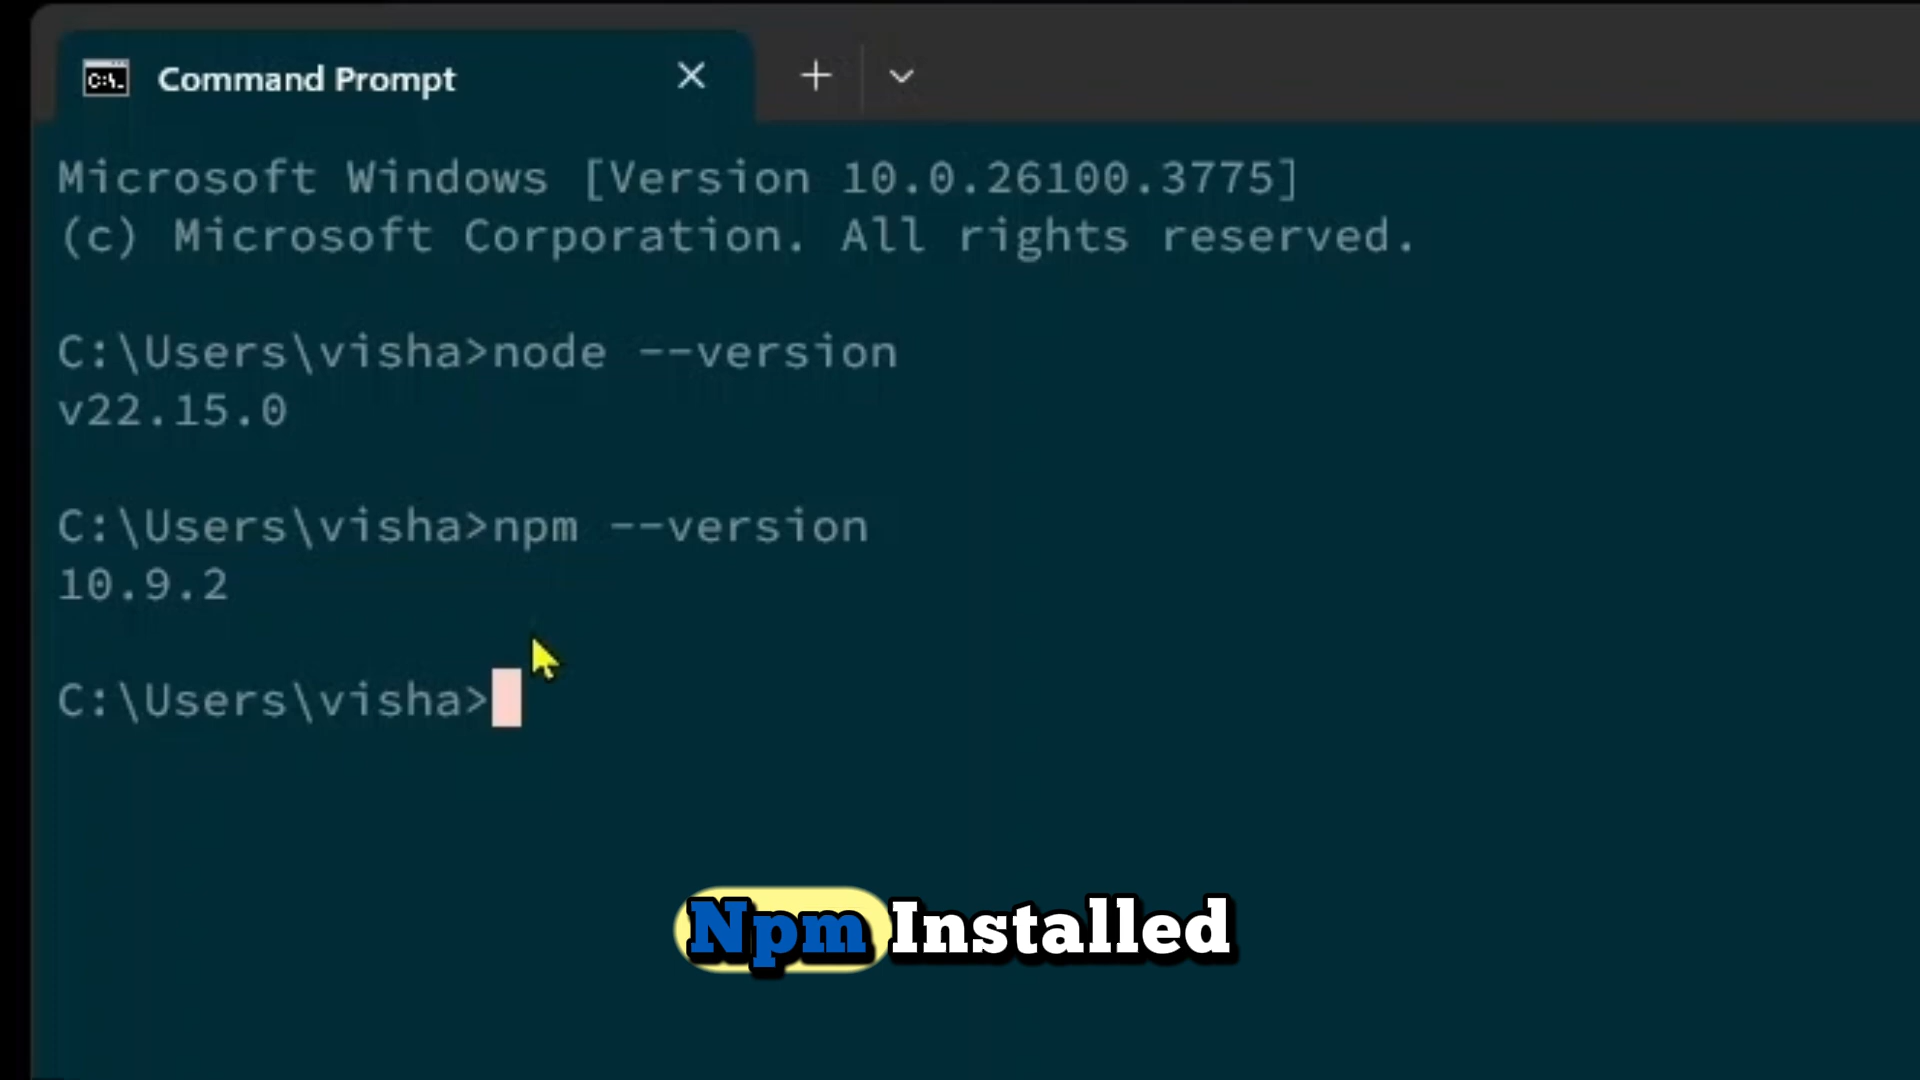 Command Prompt
Microsoft Windows [Version 10.0.26100.3775]
(c) Microsoft Corporation. All rights reserved.
C:\Users\visha>node --version
v22.15.0
C:\Users\visha>npm --version
10.9.2
C:\Users\visha>
Npm Installed